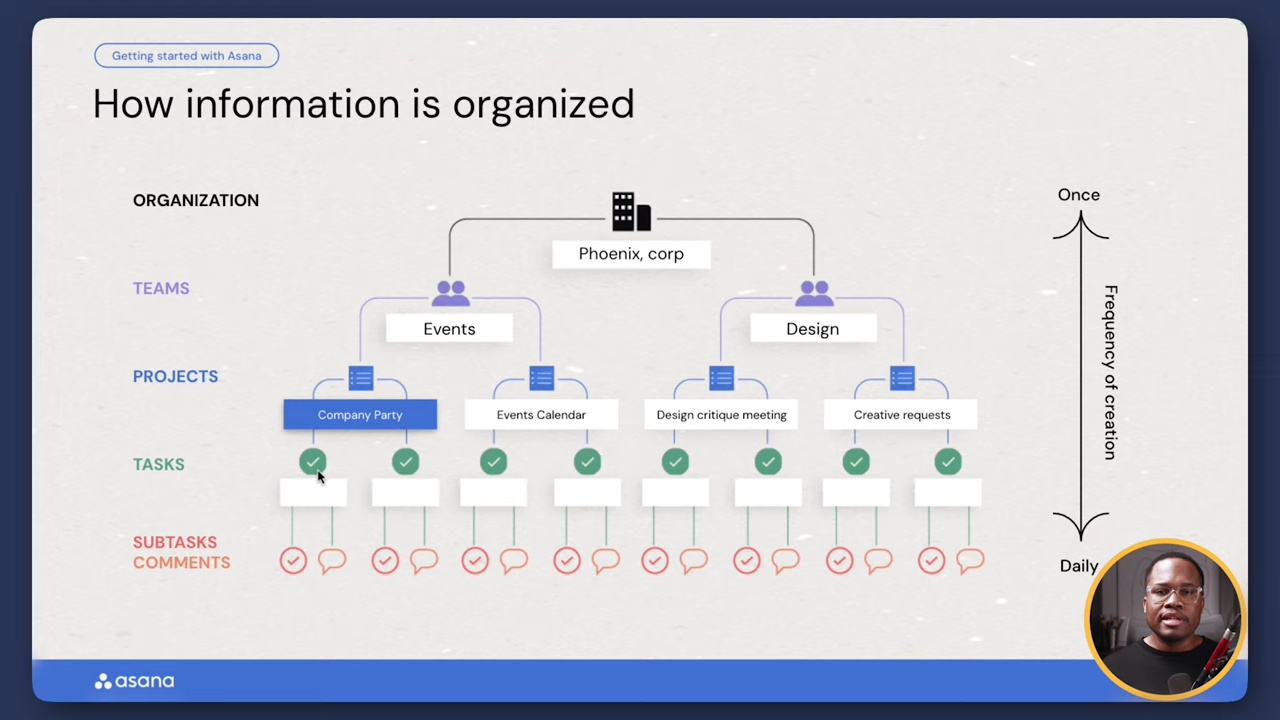 Getting started with Asana
How information is organized
ORGANIZATION
Phoenix, corp
Once
TEAMS
Events
Design
Frequency of creation
PROJECTS
Company Party
Events Calendar
Design critique meeting
Creative requests
TASKS
SUBTASKS
COMMENTS
Daily
asana